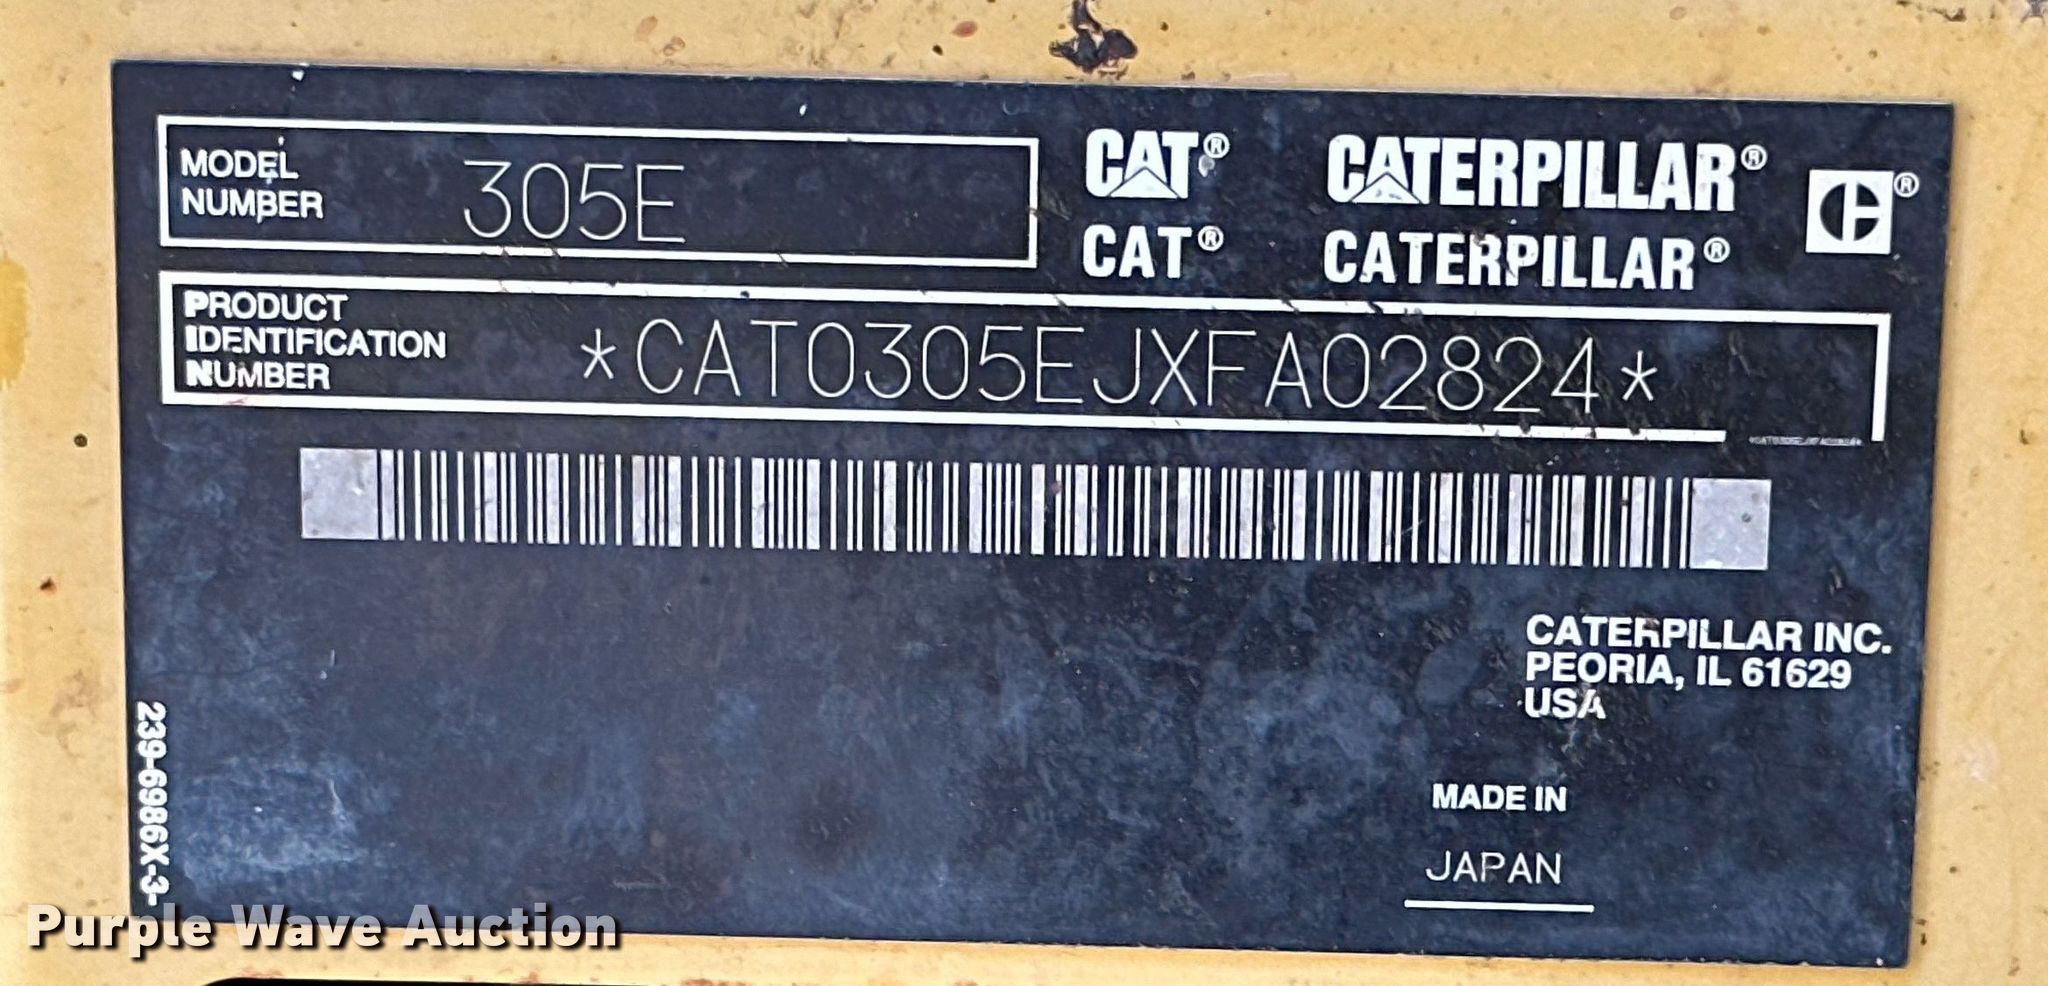 MODEL
NUMBER
305E
CAT® CATERPILLAR® ®
CAT® CATERPILLAR®
PRODUCT
IDENTIFICATION
NUMBER
*CAT0305EJXFA02824*
CATERPILLAR INC.
PEORIA, IL 61629
USA
MADE IN
JAPAN
239-6986X-3-
Purple Wave Auction